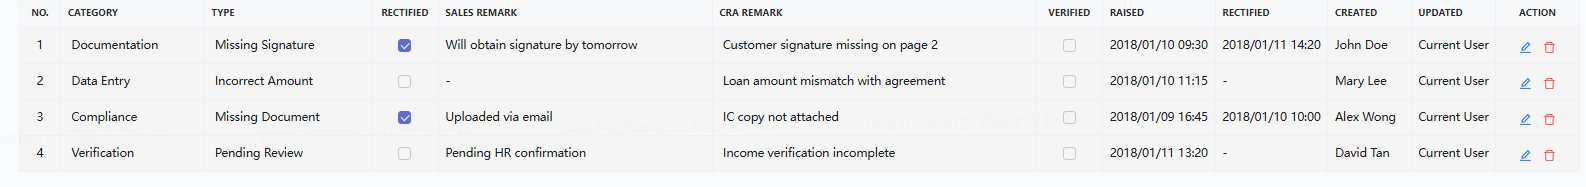 NO. CATEGORY TYPE RECTIFIED SALES REMARK CRA REMARK VERIFIED RAISED RECTIFIED CREATED UPDATED ACTION
1 Documentation Missing Signature Will obtain signature by tomorrow Customer signature missing on page 2 2018/01/10 09:30 2018/01/11 14:20 John Doe Current User
2 Data Entry Incorrect Amount - Loan amount mismatch with agreement 2018/01/10 11:15 - Mary Lee Current User
3 Compliance Missing Document Uploaded via email IC copy not attached 2018/01/09 16:45 2018/01/10 10:00 Alex Wong Current User
4 Verification Pending Review Pending HR confirmation Income verification incomplete 2018/01/11 13:20 - David Tan Current User